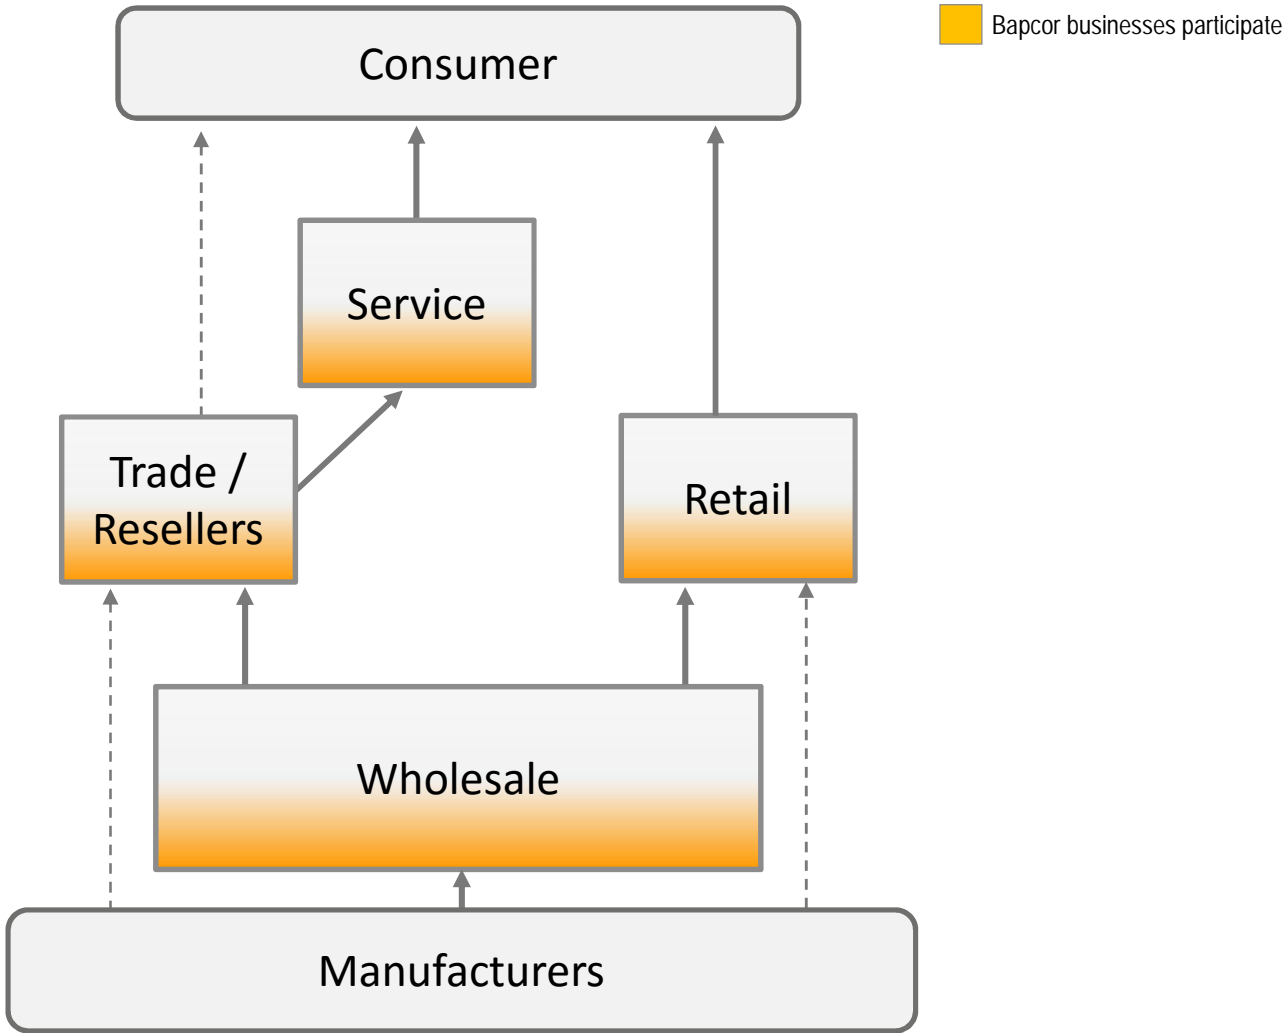 Consumer
Bapcor businesses participate
Service
Trade /
Resellers
Retail
Wholesale
Manufacturers